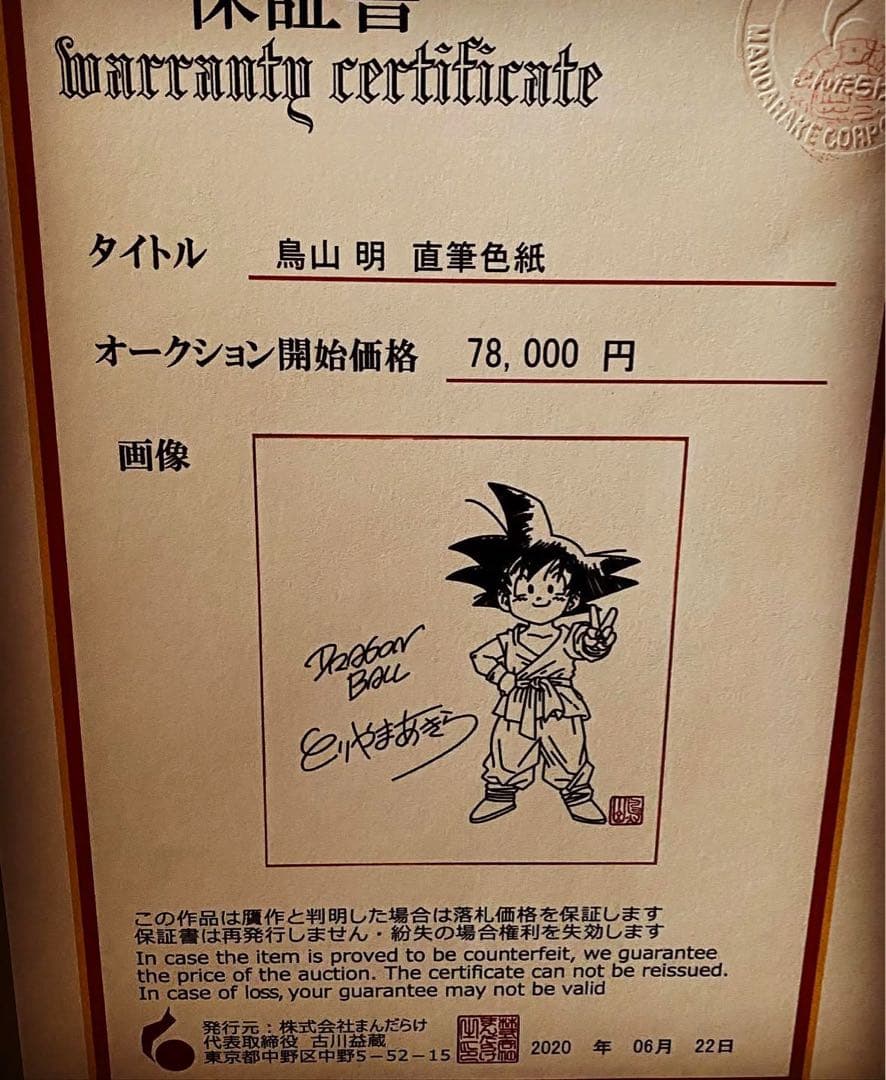 保証書
warranty certificate
MANDARAKE CORPO
まんだらけ
タイトル 鳥山 明 直筆色紙
オークション開始価格 78,000 円
画像
DRAGON
BALL
とりやまあきら
この作品は贋作と判明した場合は落札価格を保証します
保証書は再発行しません・紛失の場合権利を失効します
In case the item is proved to be counterfeit, we guarantee
the price of the auction. The certificate can not be reissued.
In case of loss, your guarantee may not be valid
発行元：株式会社まんだらけ
代表取締役 古川益蔵
東京都中野区中野5-52-15
2020 年 06月 22日